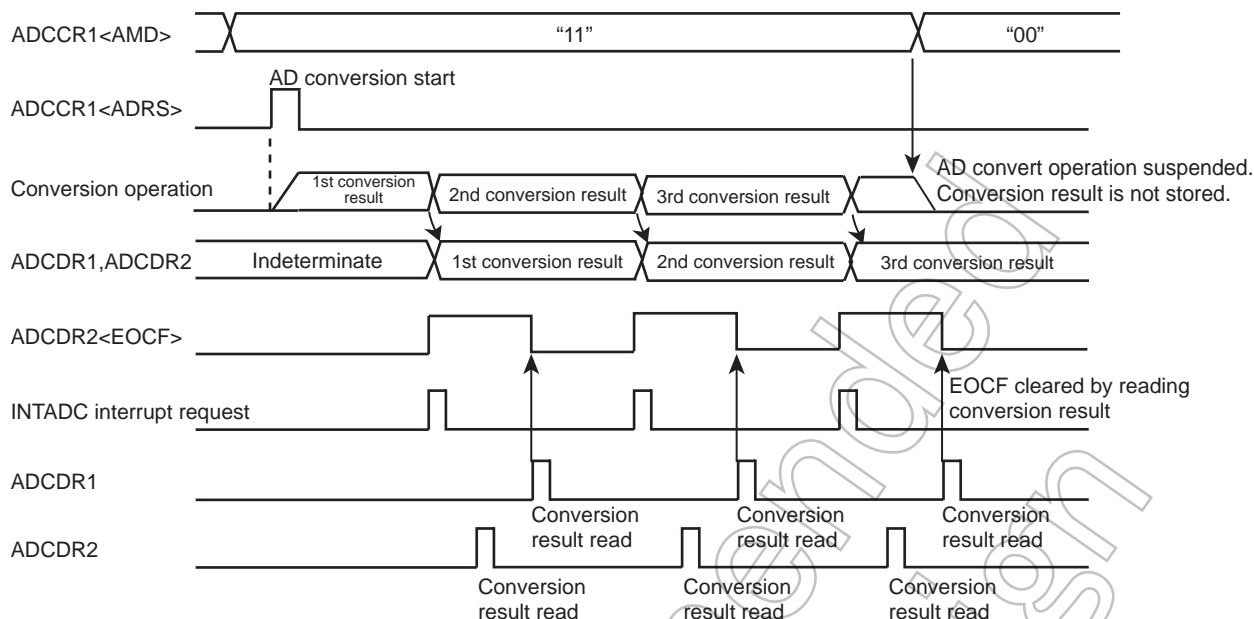 ADCCR1<AMD>
“11”
“00”
AD conversion start
ADCCR1<ADRS>
Conversion operation
1st conversion
result
2nd conversion result
3rd conversion result
AD convert operation suspended.
Conversion result is not stored.
ADCDR1,ADCDR2
Indeterminate
1st conversion result
2nd conversion result
3rd conversion result
ADCDR2<EOCF>
INTADC interrupt request
EOCF cleared by reading
conversion result
ADCDR1
Conversion
result read
Conversion
result read
Conversion
result read
ADCDR2
Conversion
result read
Conversion
result read
Conversion
result read